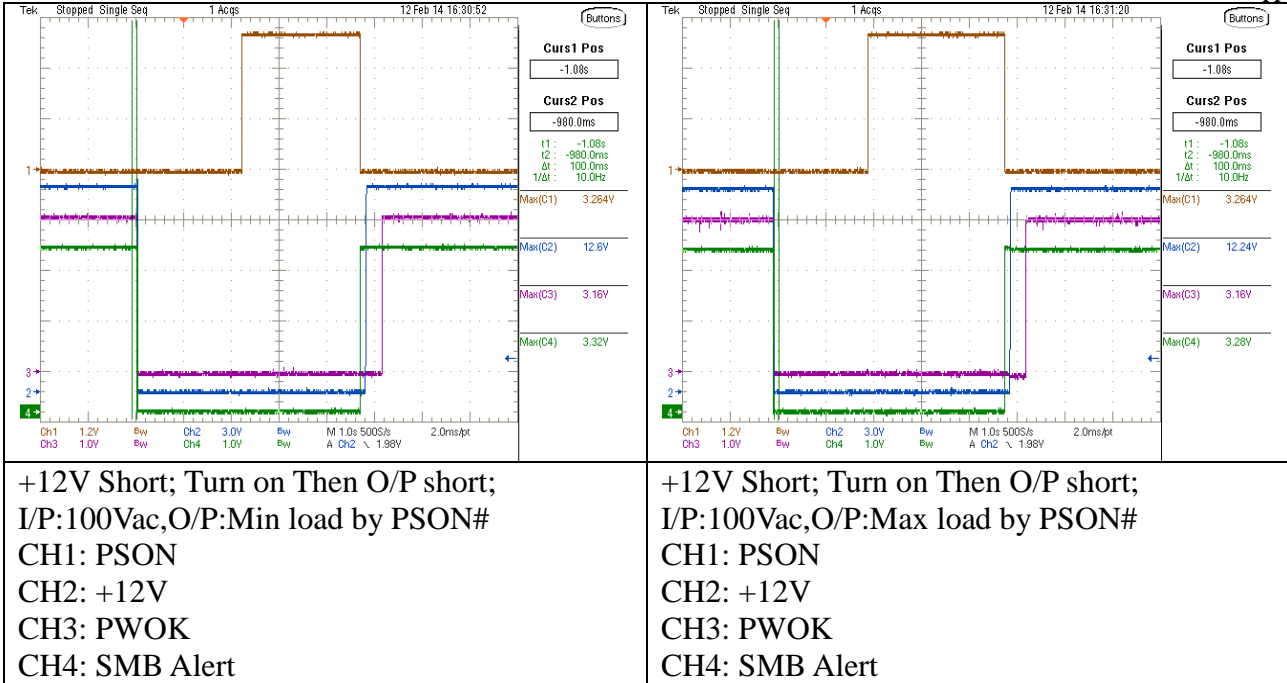 Tek Stopped Single Seq 1 Acqs 12 Feb 14 16:30:52
Buttons
Curs1 Pos
-1.08s
Curs2 Pos
-980.0ms
t1 : -1.08s
t2 : -980.0ms
Δt : 100.0ms
1/Δt : 10.0Hz
Max(C1) 3.264V
Max(C2) 12.6V
Max(C3) 3.16V
Max(C4) 3.32V
1
3
2
4
Ch1 1.2V Bw Ch2 3.0V Bw M 1.0s 500S/s 2.0ms/pt
Ch3 1.0V Bw Ch4 1.0V Bw A Ch2 1.98V
+12V Short; Turn on Then O/P short;
I/P:100Vac,O/P:Min load by PSON#
CH1: PSON
CH2: +12V
CH3: PWOK
CH4: SMB Alert
Tek Stopped Single Seq 1 Acqs 12 Feb 14 16:31:20
Buttons
Curs1 Pos
-1.08s
Curs2 Pos
-980.0ms
t1 : -1.08s
t2 : -980.0ms
Δt : 100.0ms
1/Δt : 10.0Hz
Max(C1) 3.264V
Max(C2) 12.24V
Max(C3) 3.16V
Max(C4) 3.28V
1
3
2
4
Ch1 1.2V Bw Ch2 3.0V Bw M 1.0s 500S/s 2.0ms/pt
Ch3 1.0V Bw Ch4 1.0V Bw A Ch2 1.98V
+12V Short; Turn on Then O/P short;
I/P:100Vac,O/P:Max load by PSON#
CH1: PSON
CH2: +12V
CH3: PWOK
CH4: SMB Alert